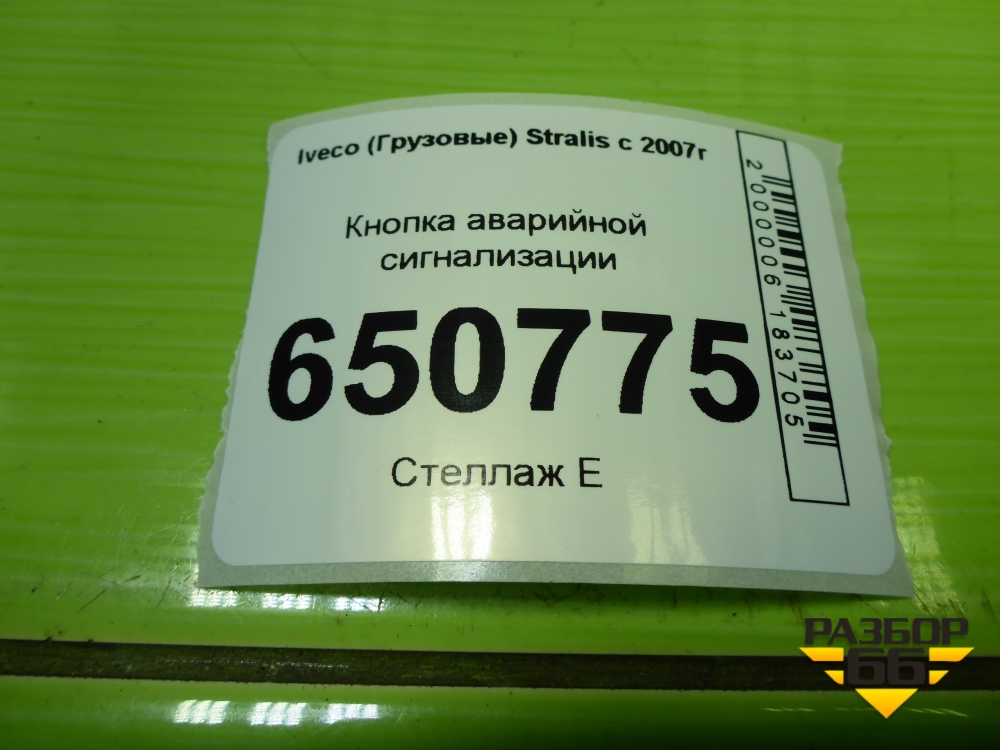 Iveco (Грузовые) Stralis с 2007г
Кнопка аварийной
сигнализации
650775
Стеллаж Е
2000006183705
РАЗБОР
66